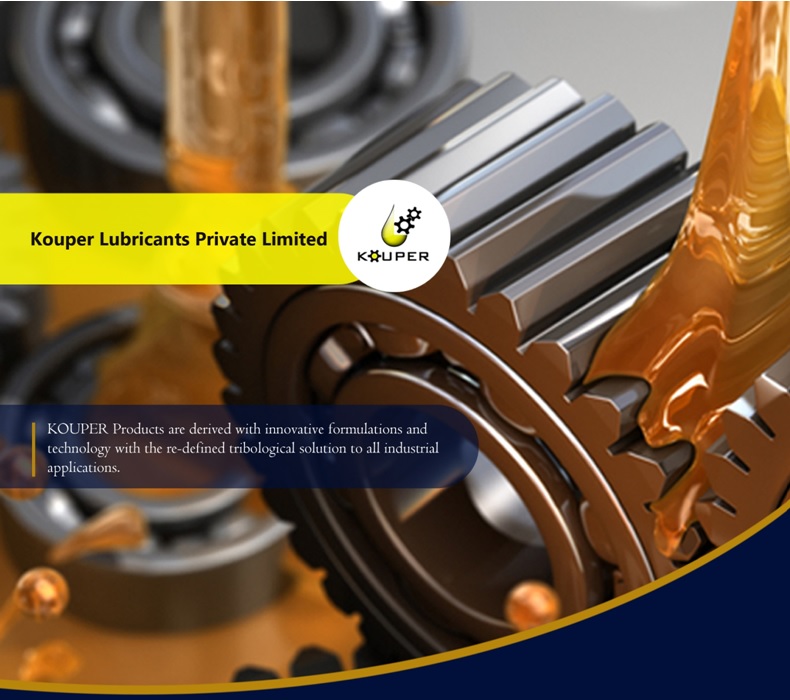 Kouper Lubricants Private Limited
KOUPER
KOUPER Products are derived with innovative formulations and
technology with the re-defined tribological solution to all industrial
applications.